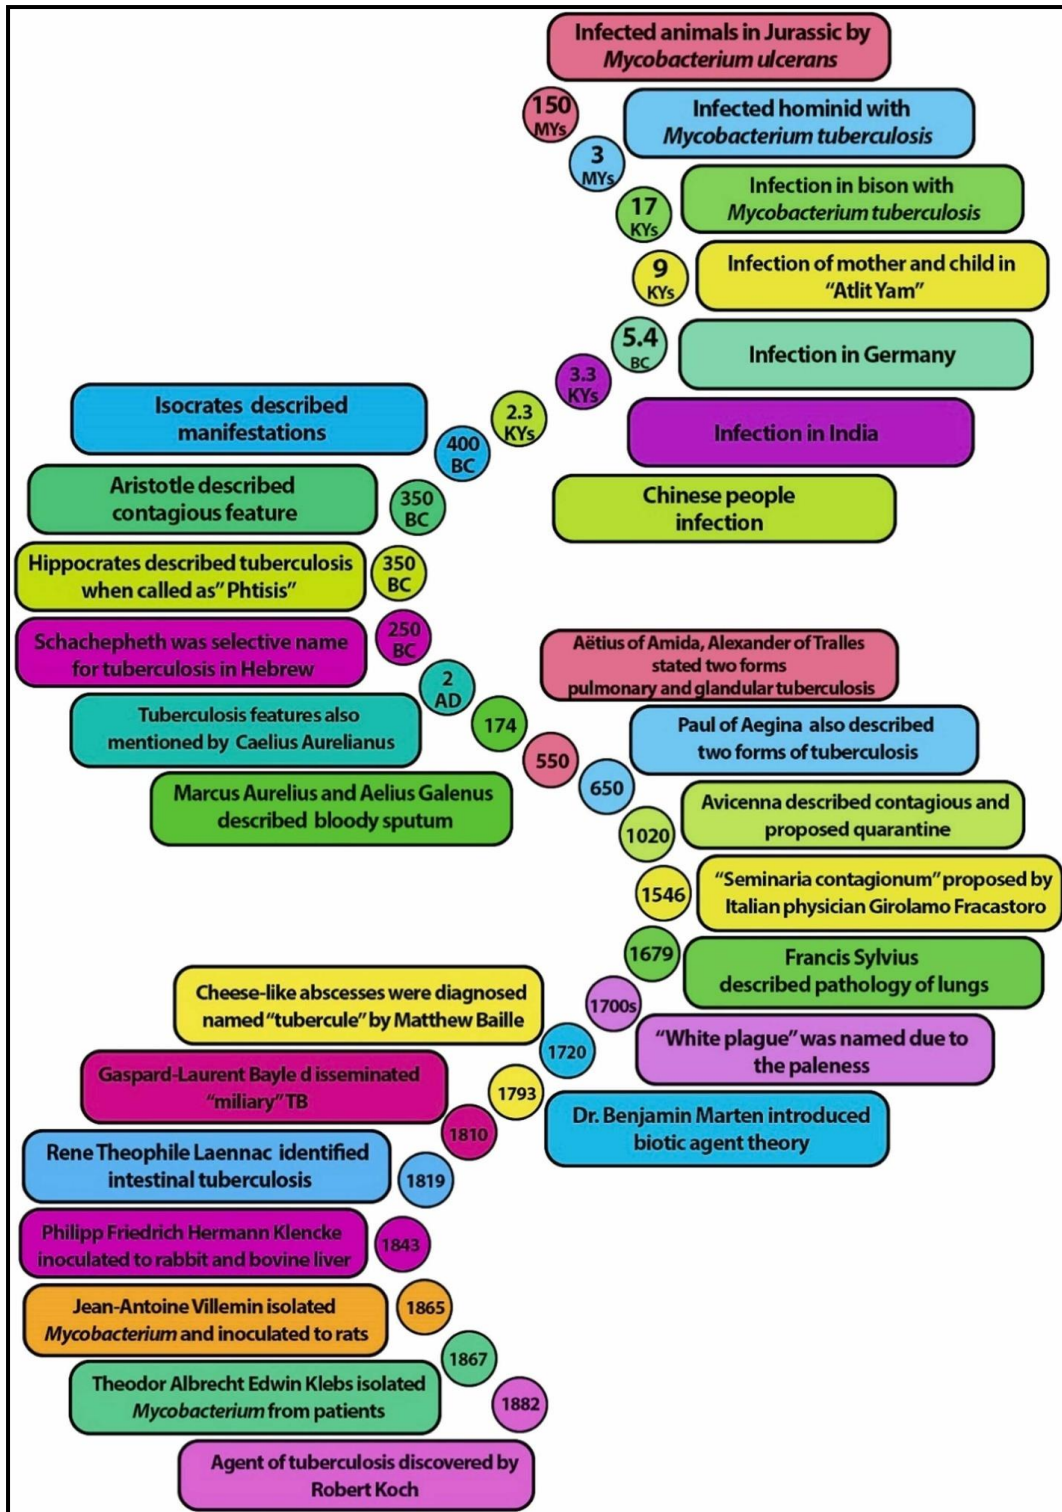 Infected animals in Jurassic by
Mycobacterium ulcerans
150
MYs
Infected hominid with
Mycobacterium tuberculosis
3
MYs
Infection in bison with
Mycobacterium tuberculosis
17
KYs
Infection of mother and child in
“Atlit Yam”
9
KYs
5.4
BC
Infection in Germany
3.3
KYs
Infection in India
2.3
KYs
Chinese people
infection
Isocrates described
manifestations
400
BC
Aristotle described
contagious feature
350
BC
Hippocrates described tuberculosis
when called as” Phtisis”
350
BC
Schachepheth was selective name
for tuberculosis in Hebrew
250
BC
Tuberculosis features also
mentioned by Caelius Aurelianus
2
AD
Marcus Aurelius and Aelius Galenus
described bloody sputum
174
Aëtius of Amida, Alexander of Tralles
stated two forms
pulmonary and glandular tuberculosis
550
Paul of Aegina also described
two forms of tuberculosis
650
Avicenna described contagious and
proposed quarantine
1020
“Seminaria contagionum” proposed by
Italian physician Girolamo Fracastoro
1546
1679
Francis Sylvius
described pathology of lungs
1700s
“White plague” was named due to
the paleness
1720
Dr. Benjamin Marten introduced
biotic agent theory
Cheese-like abscesses were diagnosed
named “tubercule” by Matthew Baille
1793
Gaspard-Laurent Bayle d isseminated
“miliary” TB
1810
Rene Theophile Laennac identified
intestinal tuberculosis
1819
Philipp Friedrich Hermann Klencke
inoculated to rabbit and bovine liver
1843
Jean-Antoine Villemin isolated
Mycobacterium and inoculated to rats
1865
Theodor Albrecht Edwin Klebs isolated
Mycobacterium from patients
1867
Agent of tuberculosis discovered by
Robert Koch
1882